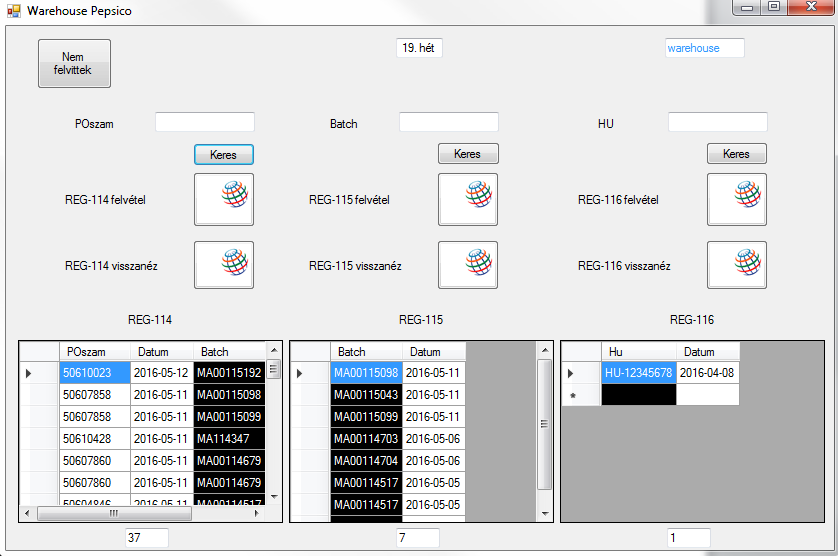 Warehouse Pepsico
Nem felvittek
19. hét
warehouse
POszam
Batch
HU
Keres
Keres
Keres
REG-114 felvétel
REG-115 felvétel
REG-116 felvétel
REG-114 visszanéz
REG-115 visszanéz
REG-116 visszanéz
REG-114
REG-115
REG-116
POszam Datum Batch
50610023 2016-05-12 MA00115192
50607858 2016-05-11 MA00115098
50607858 2016-05-11 MA00115099
50610428 2016-05-11 MA114347
50607860 2016-05-11 MA00114679
50607860 2016-05-11 MA00114679
50604846 2016-05-11 MA00114517
37
Batch Datum
MA00115098 2016-05-11
MA00115043 2016-05-11
MA00115099 2016-05-11
MA00114703 2016-05-06
MA00114704 2016-05-06
MA00114517 2016-05-05
MA00114517 2016-05-05
7
Hu Datum
HU-12345678 2016-04-08
1